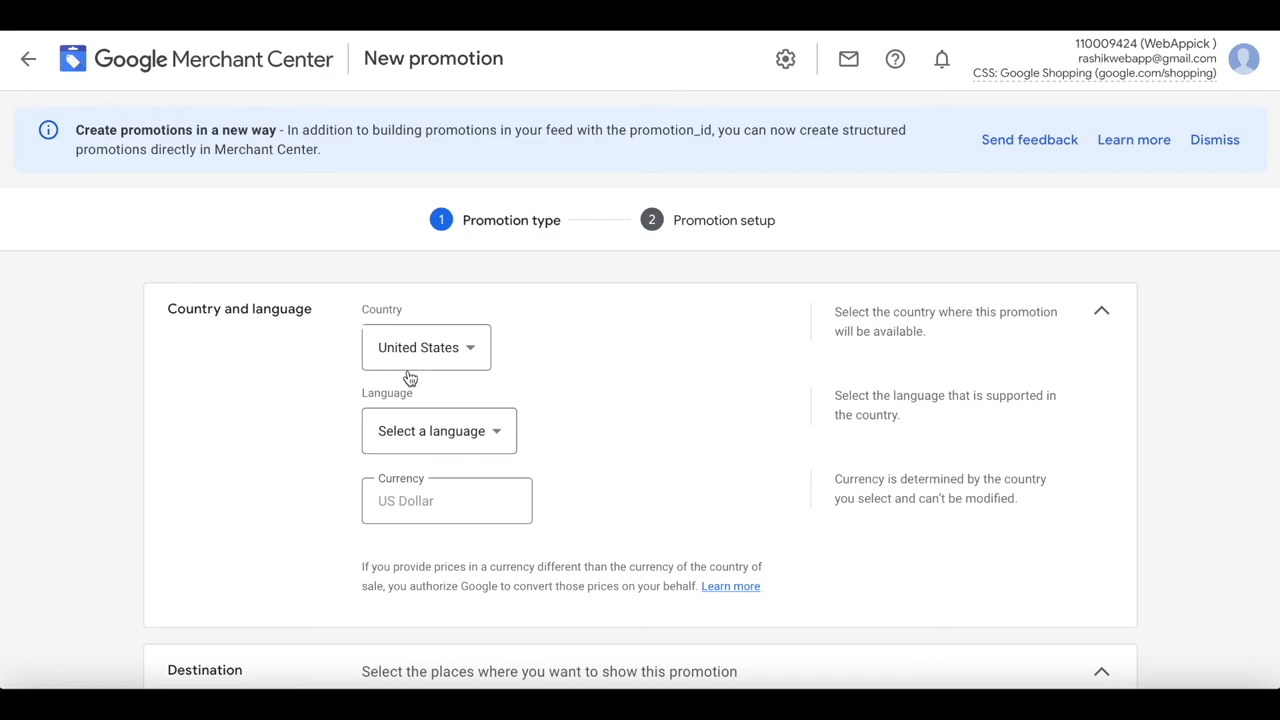 Google Merchant Center
New promotion
110009424 (WebAppick )
rashikwebapp@gmail.com
CSS: Google Shopping (google.com/shopping)
Create promotions in a new way - In addition to building promotions in your feed with the promotion_id, you can now create structured
promotions directly in Merchant Center.
Send feedback
Learn more
Dismiss
1 Promotion type
2 Promotion setup
Country and language
Country
United States
Select the country where this promotion
will be available.
Language
Select a language
Select the language that is supported in
the country.
Currency
US Dollar
Currency is determined by the country
you select and can't be modified.
If you provide prices in a currency different than the currency of the country of
sale, you authorize Google to convert those prices on your behalf. Learn more
Destination
Select the places where you want to show this promotion